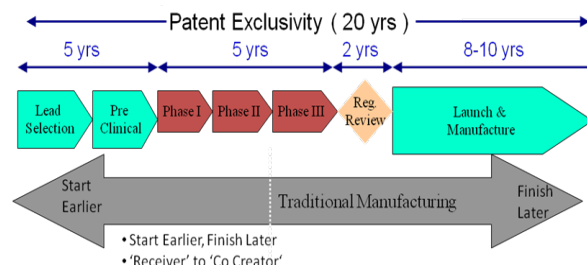 Patent Exclusivity ( 20 yrs )
5 yrs
5 yrs
2 yrs
8-10 yrs
Lead
Selection
Pre
Clinical
Phase I
Phase II
Phase III
Reg.
Review
Launch &
Manufacture
Start
Earlier
Traditional Manufacturing
Finish
Later
• Start Earlier, Finish Later
• 'Receiver' to 'Co Creator'